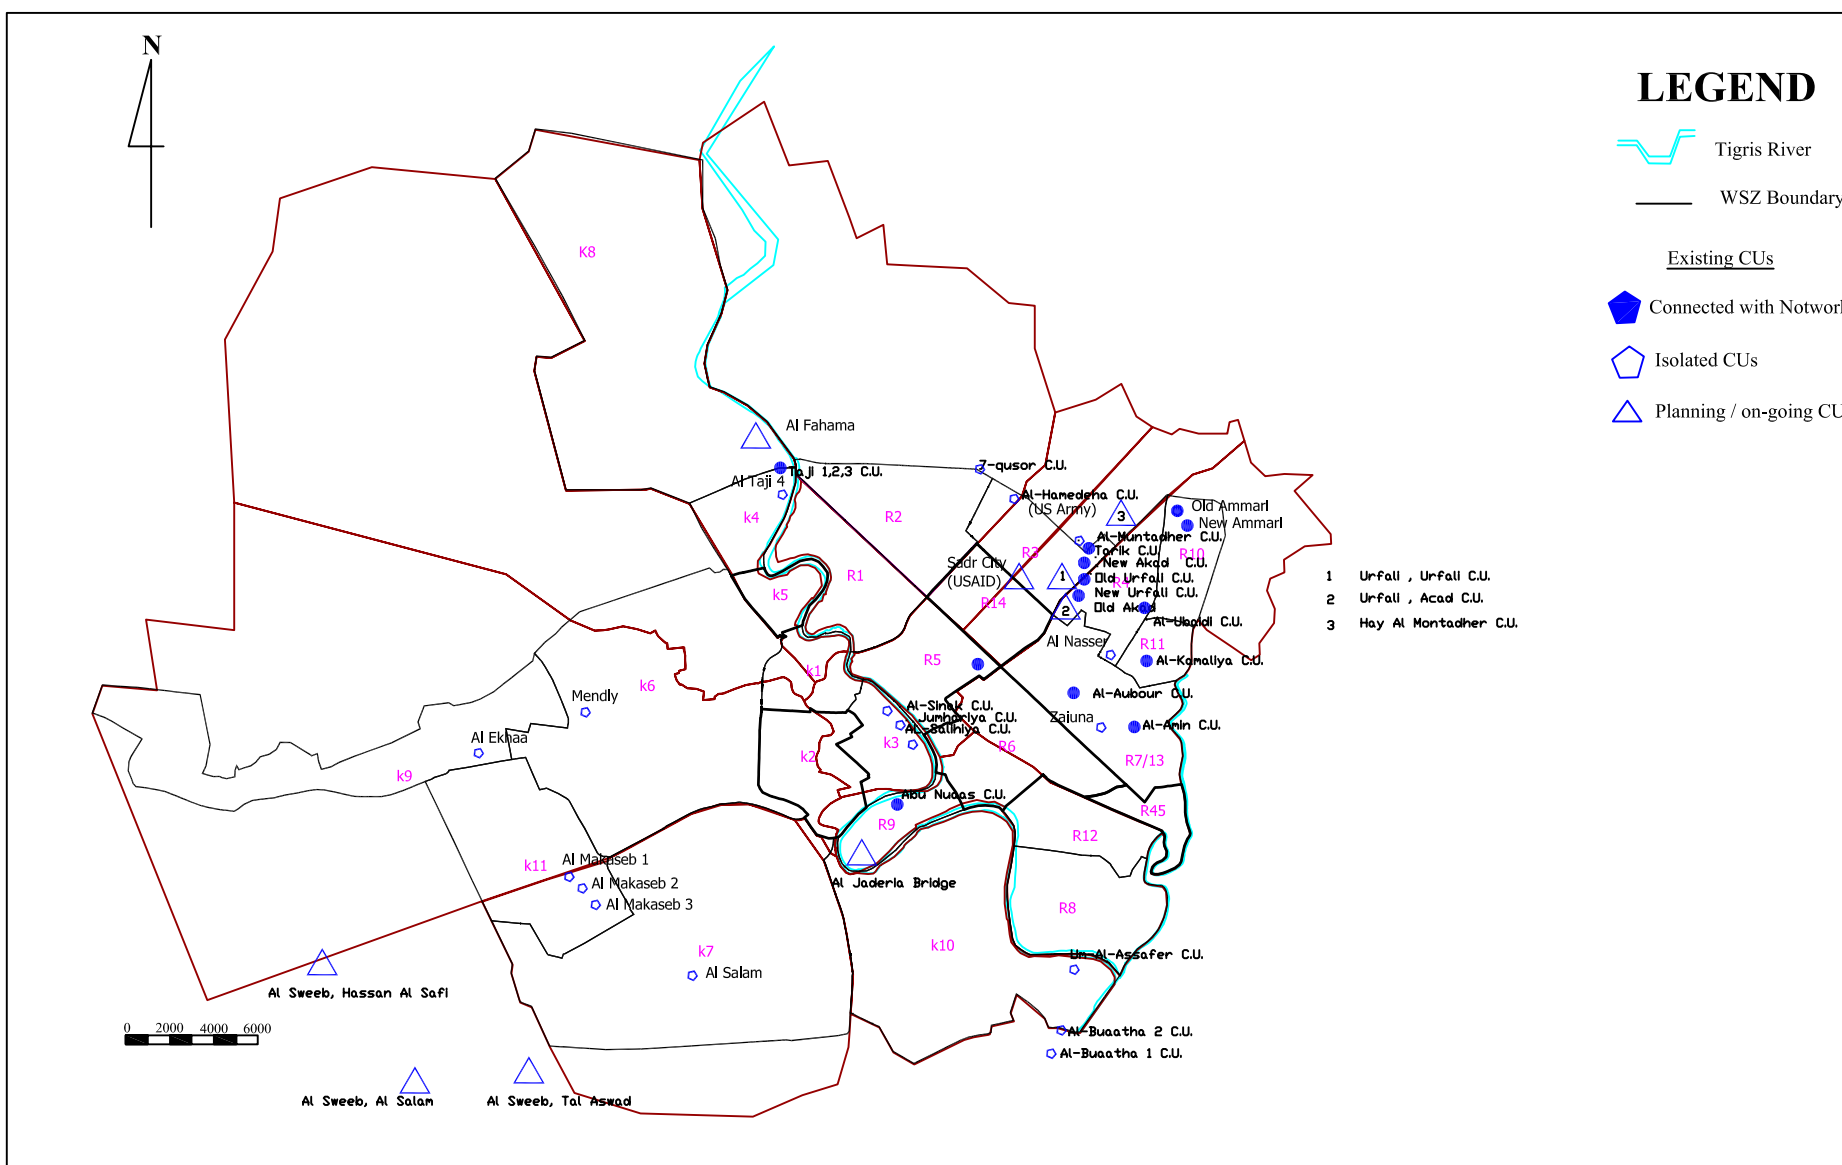 N
LEGEND
Tigris River
WSZ Boundary
Existing CUs
Connected with Notwork
Isolated CUs
Planning / on-going CU
K8
Al Fahama
Taji 1,2,3 C.U.
Al Taji 4
k4
R2
7-qusor C.U.
Al-Hamedena C.U.
(US Army)
3
Old Ammari
New Ammari
Al-Muntadher C.U.
Tarik C.U.
R10
R3
New Akad C.U.
Sadr City
(USAID)
1
Old Urfali C.U.
R4
R1
k5
New Urfali C.U.
R14
2
Old Akad
Al-Ubaidi C.U.
Al Nasser
R11
1 Urfali , Urfali C.U.
2 Urfali , Acad C.U.
3 Hay Al Montadher C.U.
R5
Al-Kamaliya C.U.
k1
k6
Mendly
Al-Aubour C.U.
Al-Sinak C.U.
Jumhoriya C.U.
Al-Salihiya C.U.
Zaiuna
Al-Amin C.U.
Al Ekhaa
k3
R6
k2
R7/13
k9
Abu Nuaas C.U.
R45
R9
R12
Al Makaseb 1
k11
Al Makaseb 2
Al Jaderia Bridge
Al Makaseb 3
R8
k10
k7
Um-Al-Assafer C.U.
Al Salam
Al Sweeb, Hassan Al Safi
0 2000 4000 6000
Al-Buaatha 2 C.U.
Al-Buaatha 1 C.U.
Al Sweeb, Al Salam
Al Sweeb, Tal Aswad